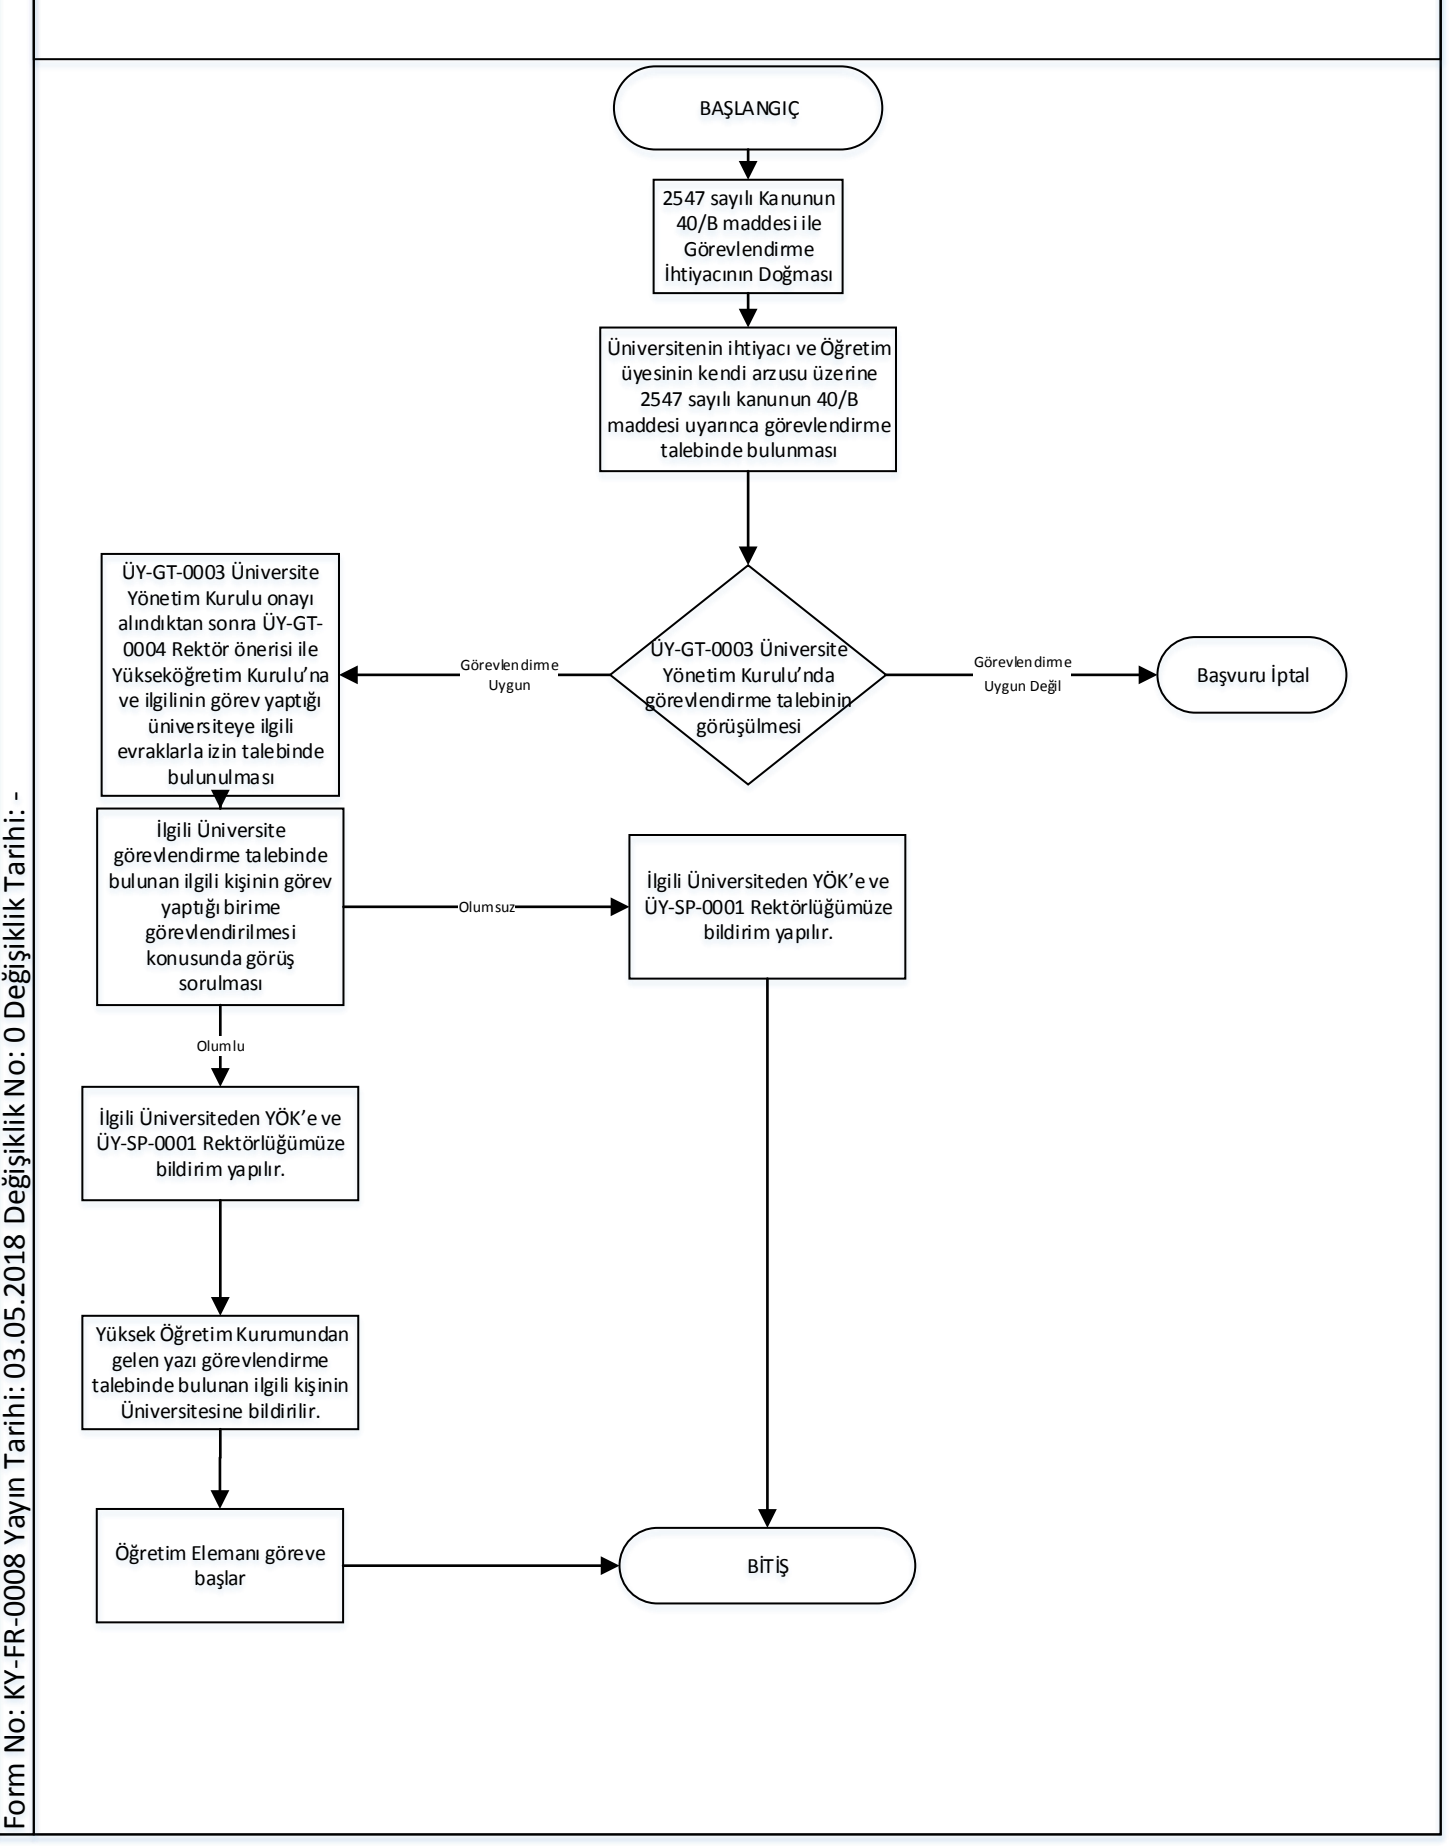 BAŞLANGIÇ
2547 sayılı Kanunun
40/B maddesi ile
Görevlendirme
İhtiyacının Doğması
Üniversitenin ihtiyacı ve Öğretim
üyesinin kendi arzusu üzerine
2547 sayılı kanunun 40/B
maddesi uyarınca görevlendirme
talebinde bulunması
ÜY-GT-0003 Üniversite
Yönetim Kurulu'nda
görevlendirme talebinin
görüşülmesi
Görevlendirme
Uygun Değil
Başvuru İptal
Görevlendirme
Uygun
ÜY-GT-0003 Üniversite
Yönetim Kurulu onayı
alındıktan sonra ÜY-GT-
0004 Rektör önerisi ile
Yükseköğretim Kurulu’na
ve ilgilinin görev yaptığı
üniversiteye ilgili
evraklarla izin talebinde
bulunulması
İlgili Üniversite
görevlendirme talebinde
bulunan ilgili kişinin görev
yaptığı birime
görevlendirilmesi
konusunda görüş
sorulması
Olumsuz
İlgili Üniversiteden YÖK’e ve
ÜY-SP-0001 Rektörlüğümüze
bildirim yapılır.
Olumlu
İlgili Üniversiteden YÖK’e ve
ÜY-SP-0001 Rektörlüğümüze
bildirim yapılır.
Yüksek Öğretim Kurumundan
gelen yazı görevlendirme
talebinde bulunan ilgili kişinin
Üniversitesine bildirilir.
Öğretim Elemanı göreve
başlar
BİTİŞ
Form No: KY-FR-0008 Yayın Tarihi: 03.05.2018 Değişiklik No: 0 Değişiklik Tarihi: -